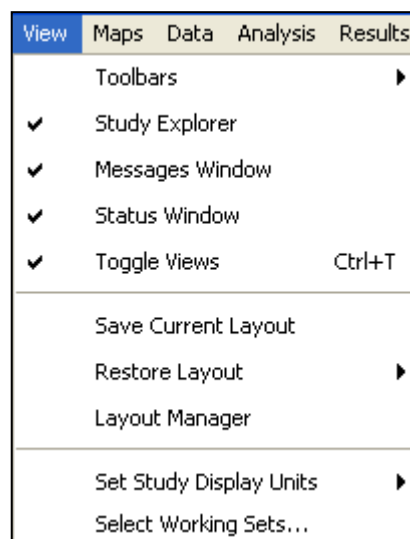 View Maps Data Analysis Results
Toolbars
Study Explorer
Messages Window
Status Window
Toggle Views Ctrl+T
Save Current Layout
Restore Layout
Layout Manager
Set Study Display Units
Select Working Sets...